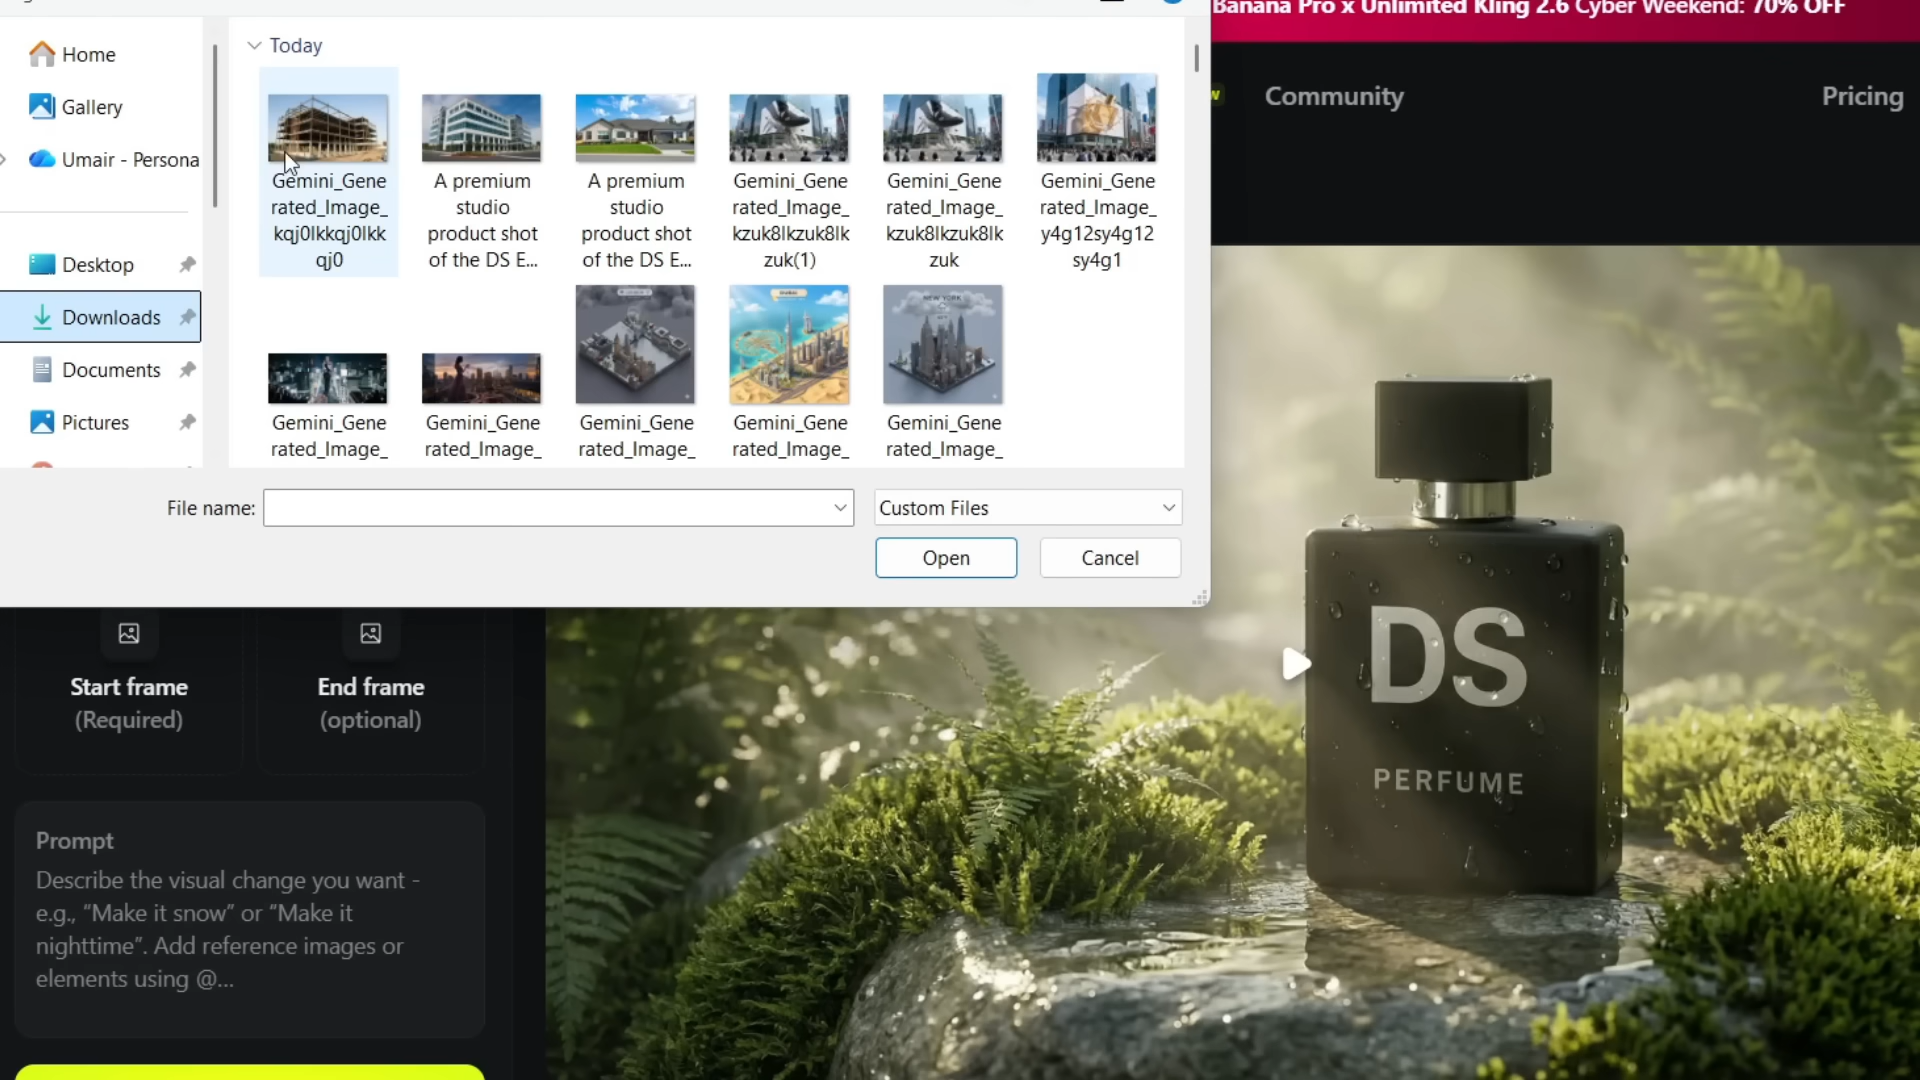 Banana Pro x Unlimited Kling 2.6 Cyber Weekend: 70% OFF
Community
Pricing
Home
Gallery
Umair - Persona
Desktop
Downloads
Documents
Pictures
Today
Gemini_Gene
rated_Image_
kqj0lkkqj0lkk
qj0
A premium
studio
product shot
of the DS E...
A premium
studio
product shot
of the DS E...
Gemini_Gene
rated_Image_
kzuk8lkzuk8lk
zuk(1)
Gemini_Gene
rated_Image_
kzuk8lkzuk8lk
zuk
Gemini_Gene
rated_Image_
y4g12sy4g12
sy4g1
Gemini_Gene
rated_Image_
Gemini_Gene
rated_Image_
Gemini_Gene
rated_Image_
Gemini_Gene
rated_Image_
NEW YORK
Gemini_Gene
rated_Image_
File name:
Custom Files
Open
Cancel
Start frame
(Required)
End frame
(optional)
Prompt
Describe the visual change you want -
e.g., “Make it snow” or “Make it
nighttime”. Add reference images or
elements using @...
DS
PERFUME